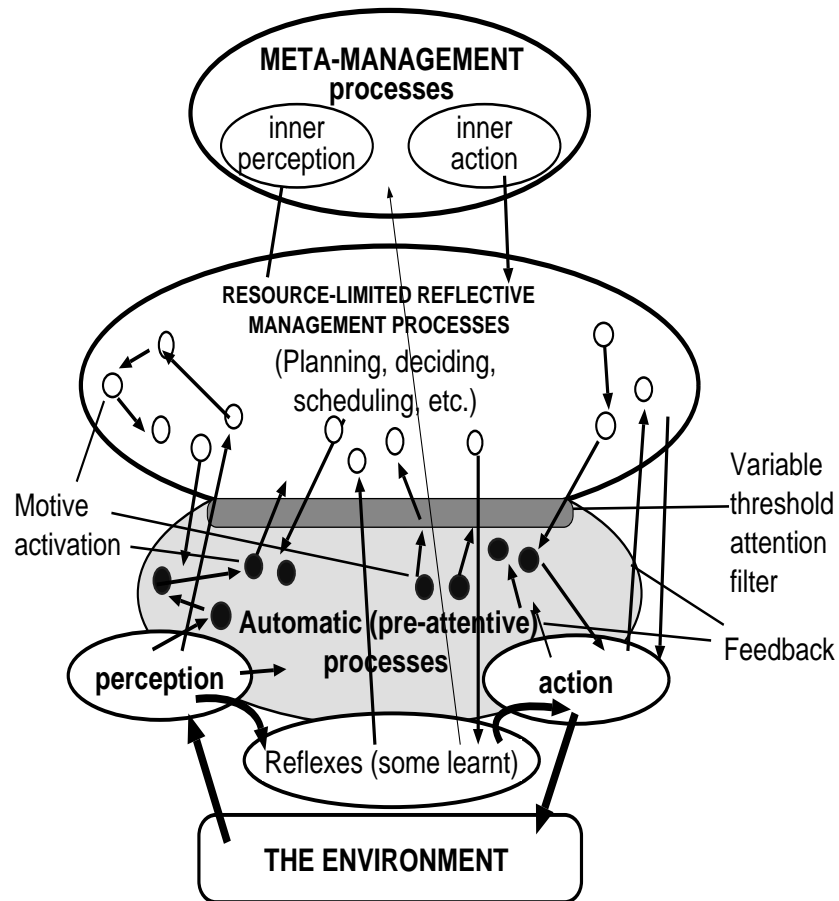 META-MANAGEMENT
processes
inner
perception
inner
action
RESOURCE-LIMITED REFLECTIVE
MANAGEMENT PROCESSES
(Planning, deciding,
scheduling, etc.)
Motive
activation
Variable
threshold
attention
filter
Automatic (pre-attentive)
processes
Feedback
perception
action
Reflexes (some learnt)
THE ENVIRONMENT